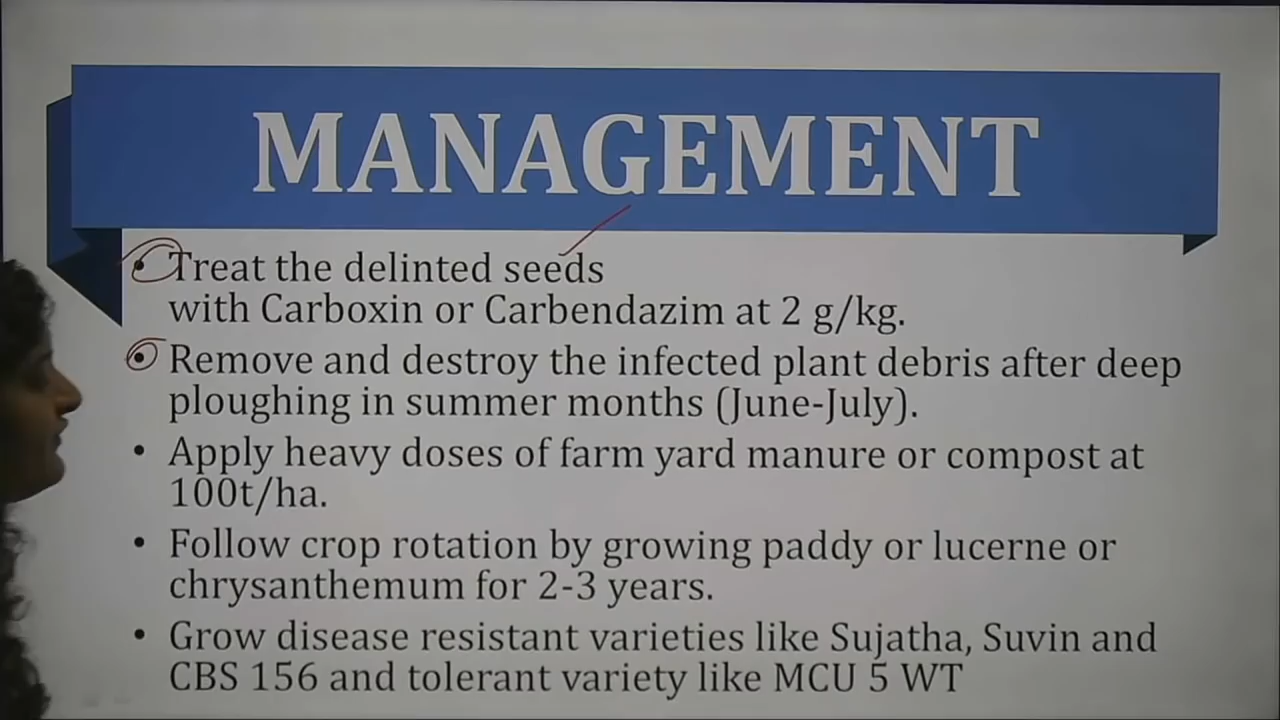 MANAGEMENT
• Treat the delinted seeds
with Carboxin or Carbendazim at 2 g/kg.
• Remove and destroy the infected plant debris after deep
ploughing in summer months (June-July).
• Apply heavy doses of farm yard manure or compost at
100t/ha.
• Follow crop rotation by growing paddy or lucerne or
chrysanthemum for 2-3 years.
• Grow disease resistant varieties like Sujatha, Suvin and
CBS 156 and tolerant variety like MCU 5 WT